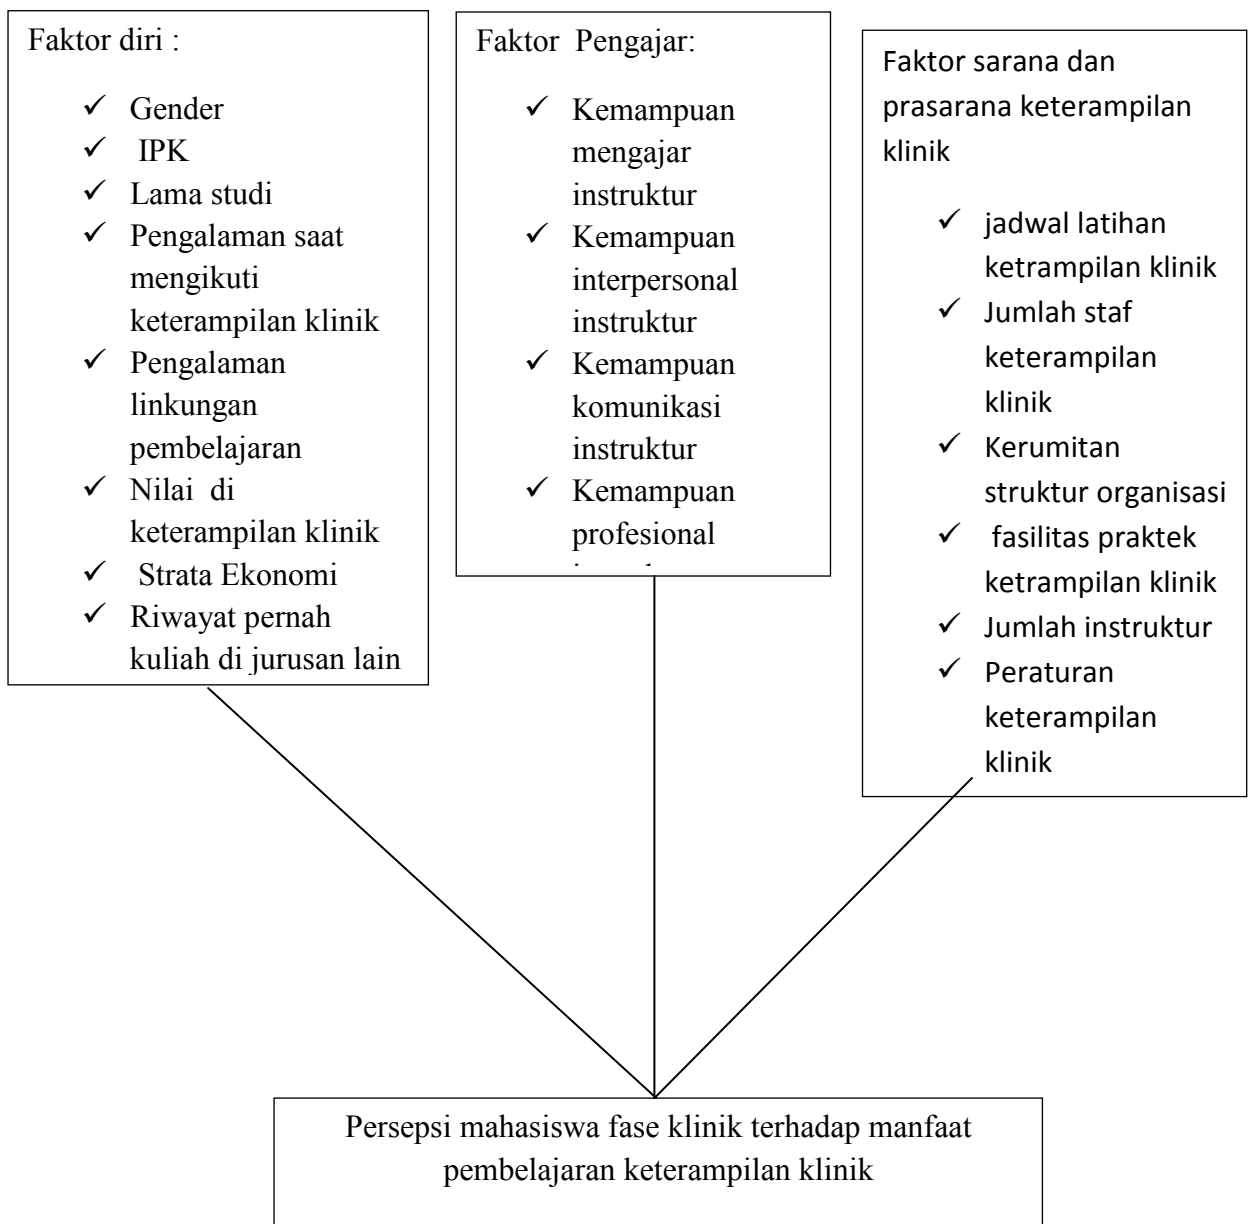 Faktor diri :
✓ Gender
✓ IPK
✓ Lama studi
✓ Pengalaman saat
mengikuti
keterampilan klinik
✓ Pengalaman
linkungan
pembelajaran
✓ Nilai di
keterampilan klinik
✓ Strata Ekonomi
✓ Riwayat pernah
kuliah di jurusan lain
Faktor Pengajar:
✓ Kemampuan
mengajar
instruktur
✓ Kemampuan
interpersonal
instruktur
✓ Kemampuan
komunikasi
instruktur
✓ Kemampuan
profesional
Faktor sarana dan
prasarana keterampilan
klinik
✓ jadwal latihan
ketrampilan klinik
✓ Jumlah staf
keterampilan
klinik
✓ Kerumitan
struktur organisasi
✓ fasilitas praktek
ketrampilan klinik
✓ Jumlah instruktur
✓ Peraturan
keterampilan
klinik
Persepsi mahasiswa fase klinik terhadap manfaat
pembelajaran keterampilan klinik